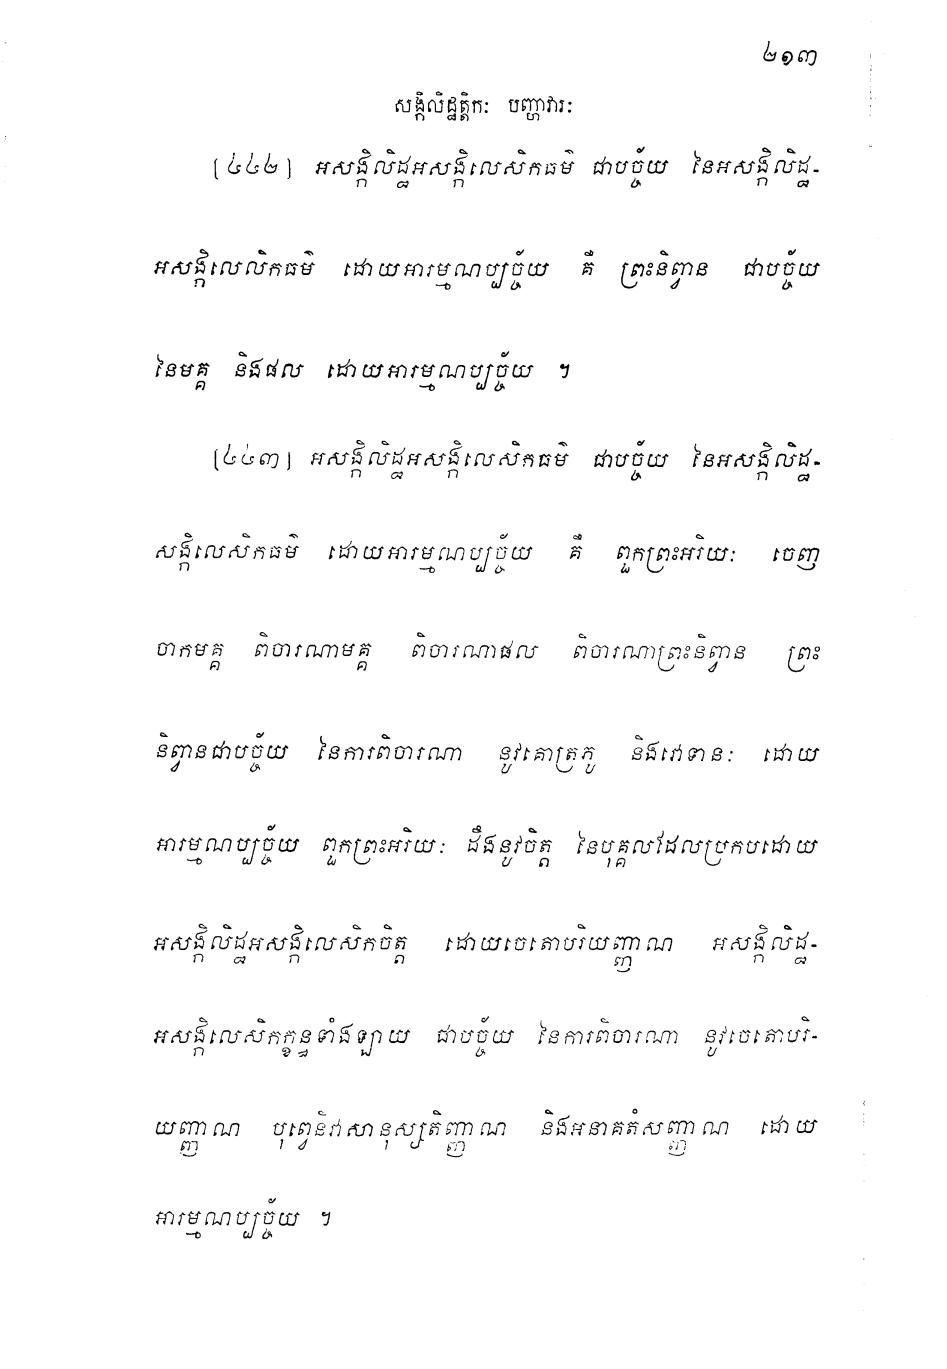 ២១៣
សង្កិលិដ្ឋត្តិកៈ បញ្ហាវារៈ
[៤៤២] អសង្កិលិដ្ឋអសង្កិលេសិកធម៌ ជាបច្ច័យ នៃអសង្កិលិដ្ឋ-
អសង្កិលេលិកធម៌ ដោយអារម្មណប្បច្ច័យ គឺ ព្រះនិព្វាន ជាបច្ច័យ
នៃមគ្គ និងផល ដោយអារម្មណប្បច្ច័យ ។
[៤៤៣] អសង្កិលិដ្ឋអសង្កិលេសិកធម៌ ជាបច្ច័យ នៃអសង្កិលិដ្ឋ-
សង្កិលេសិកធម៌ ដោយអារម្មណប្បច្ច័យ គឺ ពួកព្រះអរិយៈ ចេញ
ចាកមគ្គ ពិចារណាមគ្គ ពិចារណាផល ពិចារណាព្រះនិព្វាន ព្រះ
និព្វានជាបច្ច័យ នៃការពិចារណា នូវគោត្រភូ និងវោទានៈ ដោយ
អារម្មណប្បច្ច័យ ពួកព្រះអរិយៈ ដឹងនូវចិត្ត នៃបុគ្គលដែលប្រកបដោយ
អសង្កិលិដ្ឋអសង្កិលេសិកចិត្ត ដោយចេតោបរិយញ្ញាណ អសង្កិលិដ្ឋ-
អសង្កិលេសិកក្ខន្ធទាំងឡាយ ជាបច្ច័យ នៃការពិចារណា នូវចេតោបរិ-
យញ្ញាណ បុព្វេនិវាសានុស្សតិញ្ញាណ និងអនាគតំសញ្ញាណ ដោយ
អារម្មណប្បច្ច័យ ។